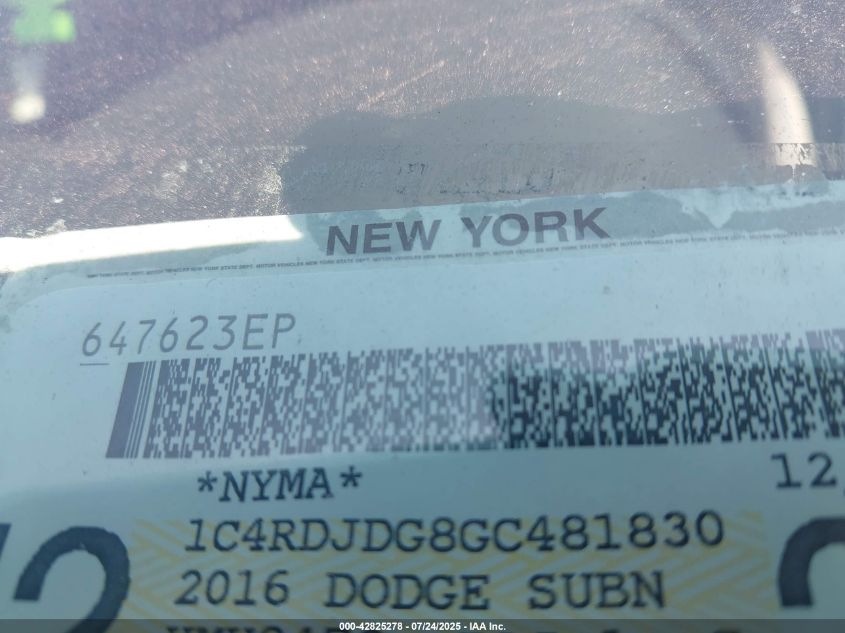 NEW YORK
647623EP
*NYMA*
12
1C4RDJDG8GC481830
2016 DODGE SUBN
000-42825278 - 07/24/2025 - IAA Inc.